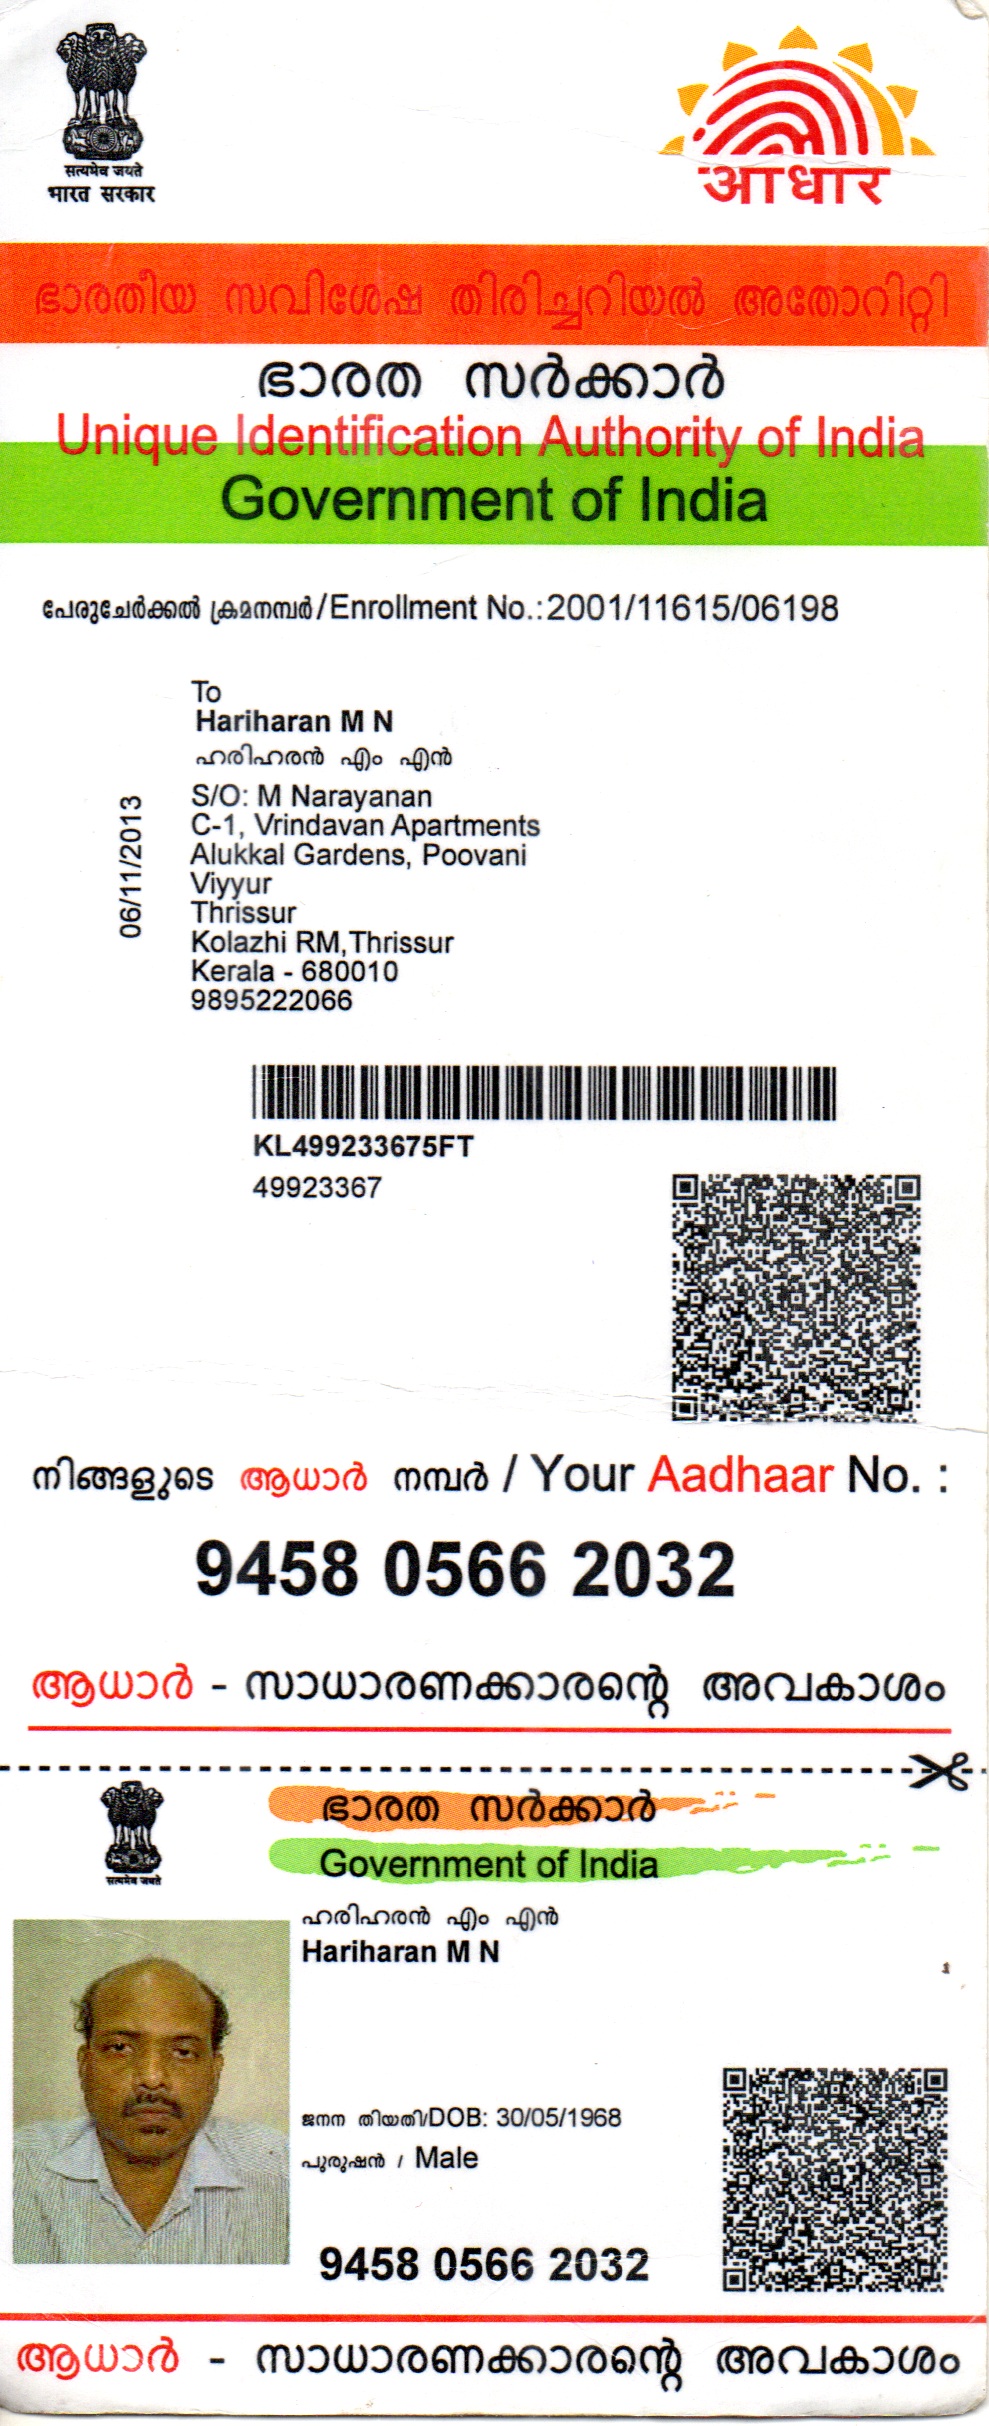 सत्यमेव जयते
भारत सरकार
आधार
ഭാരതീയ സവിശേഷ തിരിച്ചറിയൽ അതോറിറ്റി
ഭാരത സർക്കാർ
Unique Identification Authority of India
Government of India
പേരുചേർക്കൽ ക്രമനമ്പർ/Enrollment No.:2001/11615/06198
To
Hariharan M N
ഹരിഹരൻ എം എൻ
S/O: M Narayanan
C-1, Vrindavan Apartments
Alukkal Gardens, Poovani
Viyyur
Thrissur
Kolazhi RM,Thrissur
Kerala - 680010
9895222066
06/11/2013
KL499233675FT
49923367
നിങ്ങളുടെ ആധാർ നമ്പർ / Your Aadhaar No. :
9458 0566 2032
ആധാർ - സാധാരണക്കാരന്റെ അവകാശം
सत्यमेव जयते
ഭാരത സർക്കാർ
Government of India
ഹരിഹരൻ എം എൻ
Hariharan M N
ജനന തിയതി/DOB: 30/05/1968
പുരുഷൻ / Male
9458 0566 2032
ആധാർ - സാധാരണക്കാരന്റെ അവകാശം